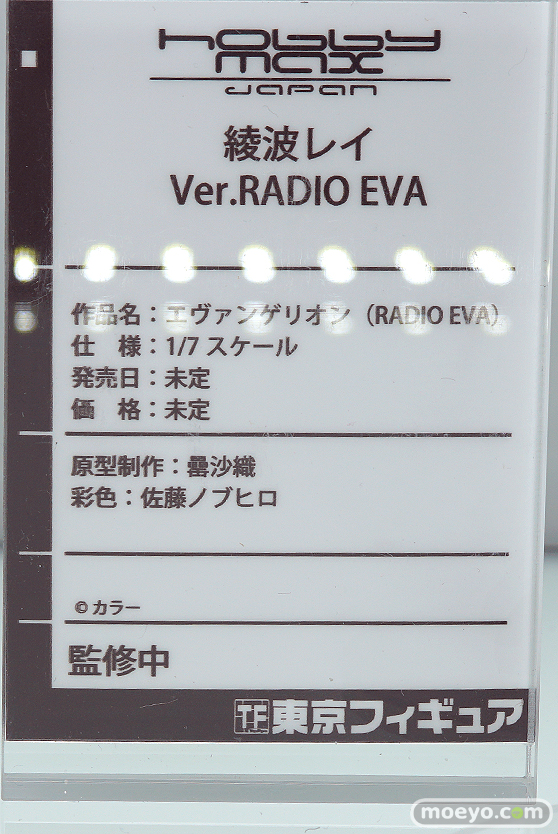 hobby
max
japan
綾波レイ
Ver.RADIO EVA
作品名：エヴァンゲリオン（RADIO EVA）
仕　様：1/7 スケール
発売日：未定
価　格：未定
原型制作：疊沙織
彩色：佐藤ノブヒロ
© カラー
監修中
TF 東京フィギュア
moeyo.com